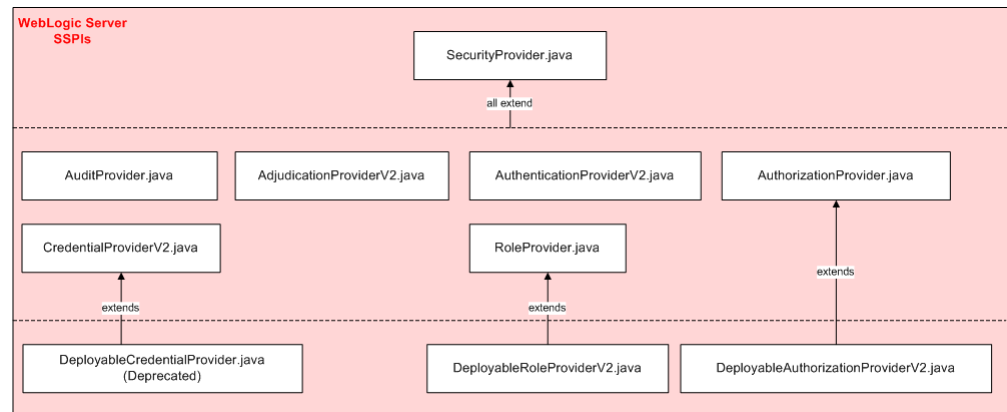 WebLogic Server
SSPIs
SecurityProvider.java
all extend
AuditProvider.java
AdjudicationProviderV2.java
AuthenticationProviderV2.java
AuthorizationProvider.java
CredentialProviderV2.java
RoleProvider.java
extends
extends
extends
DeployableCredentialProvider.java
(Deprecated)
DeployableRoleProviderV2.java
DeployableAuthorizationProviderV2.java